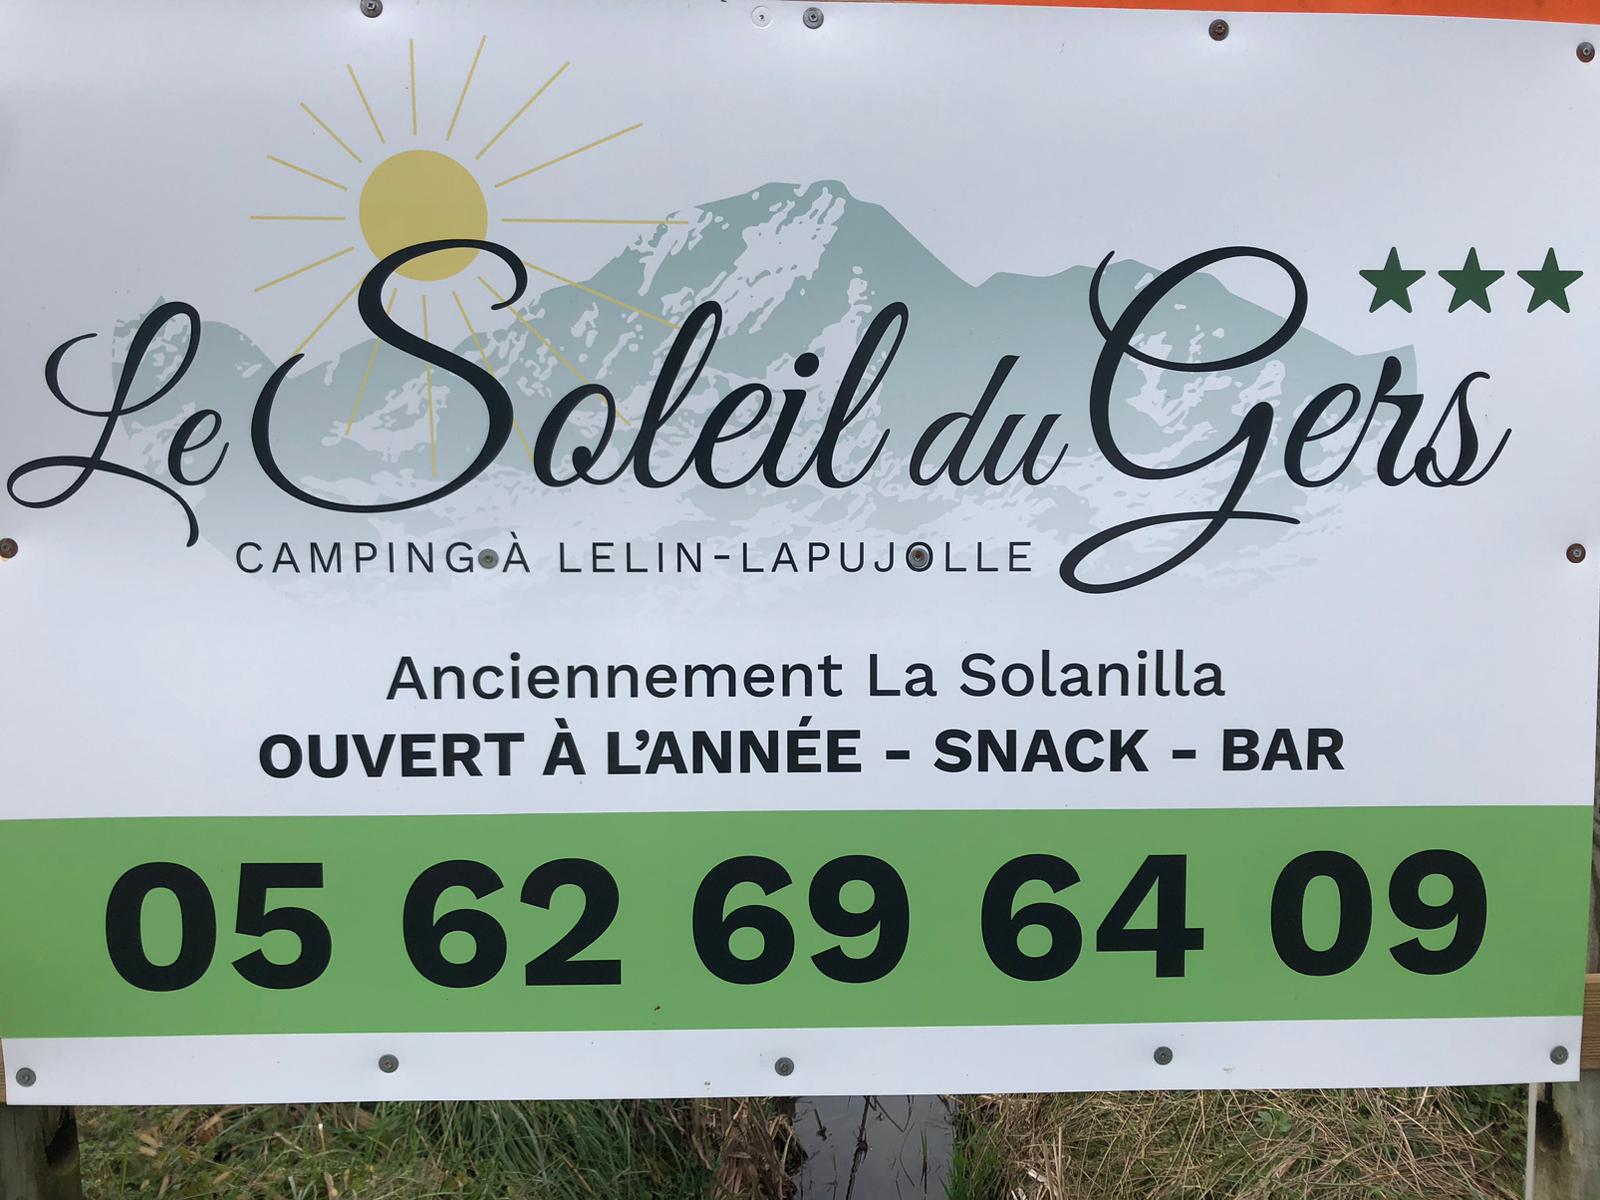 Le Soleil du Gers
CAMPING À LELIN-LAPUJOLLE
Anciennement La Solanilla
OUVERT À L'ANNÉE - SNACK - BAR
05 62 69 64 09